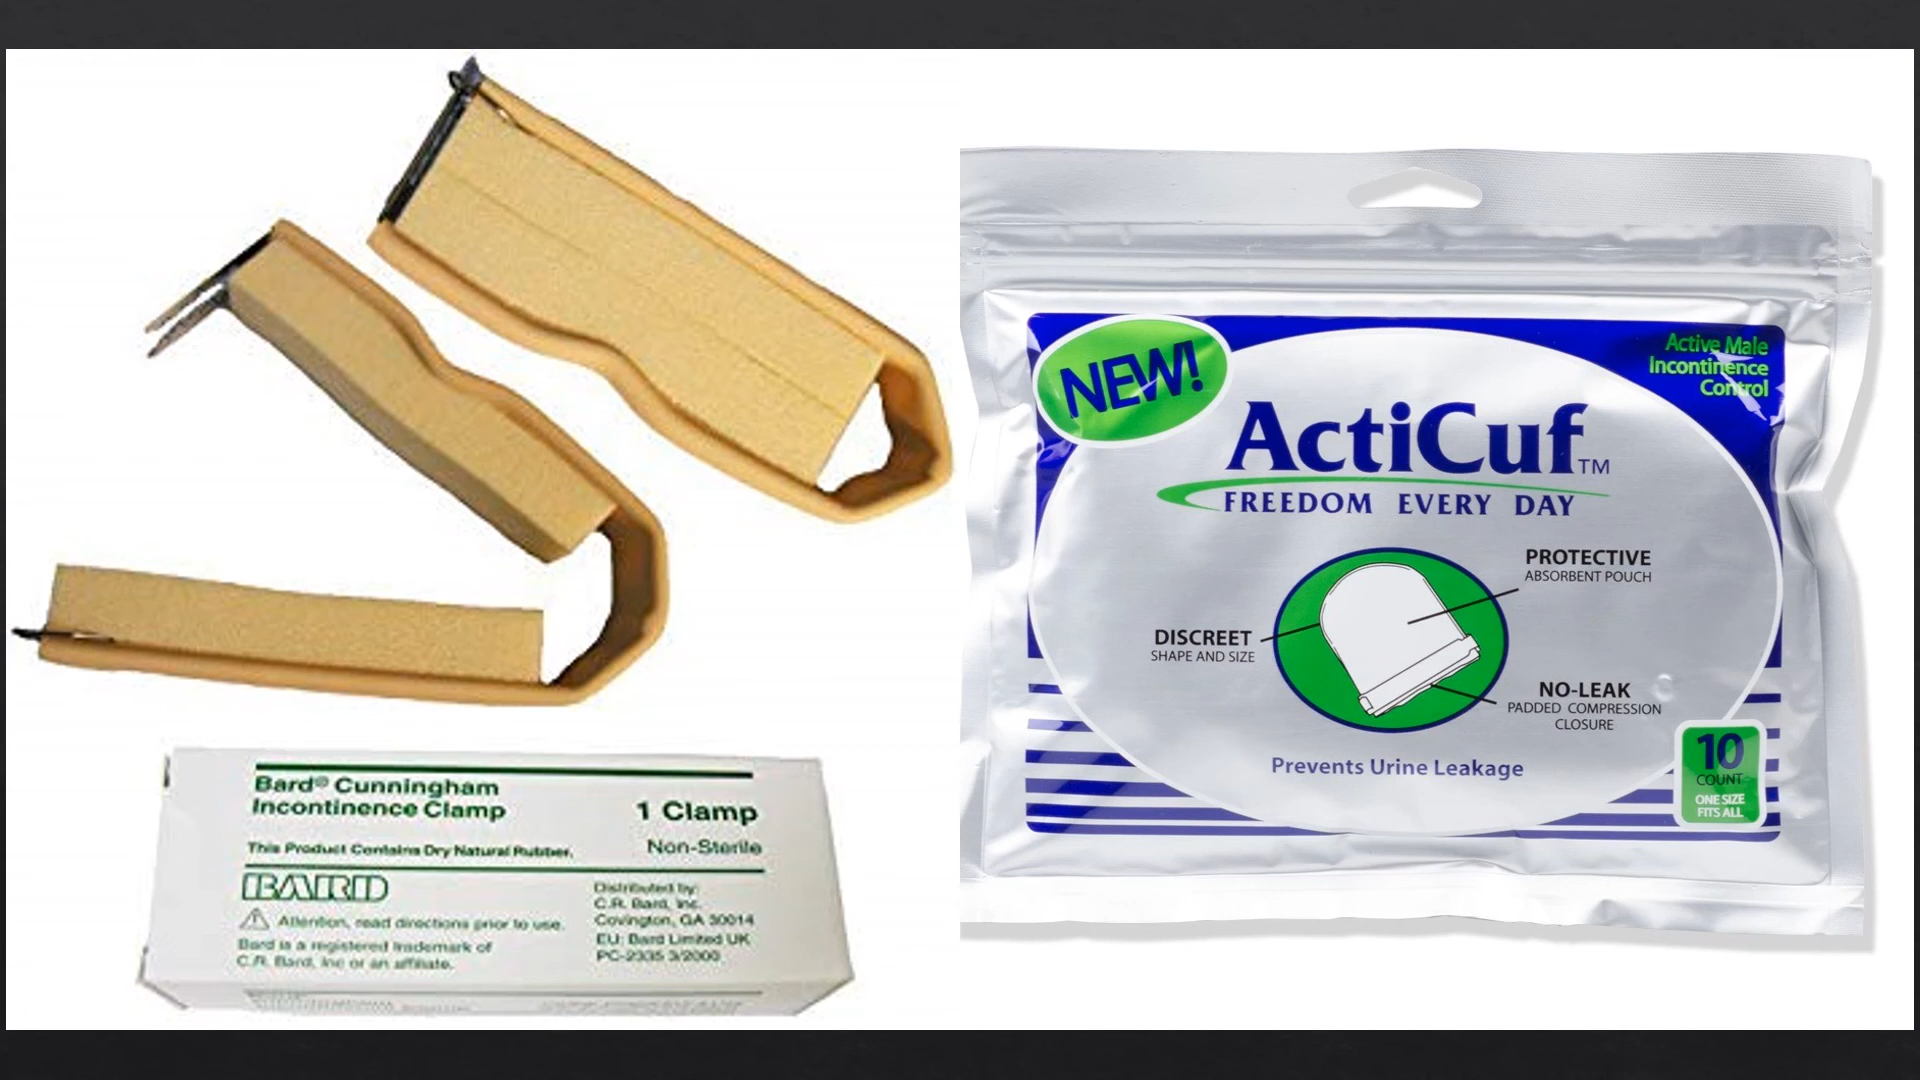 Bard® Cunningham
Incontinence Clamp
1 Clamp
This Product Contains Dry Natural Rubber.
Non-Sterile
BARD
Attention, read directions prior to use.
Bard is a registered trademark of
C.R. Bard, Inc or an affiliate.
Distributed by:
C.R. Bard, Inc.
Covington, GA 30014
EU: Bard Limited UK
PC-2335 3/2000
NEW!
Active Male
Incontinence
Control
ActiCuf™
FREEDOM EVERY DAY
PROTECTIVE
ABSORBENT POUCH
DISCREET
SHAPE AND SIZE
NO-LEAK
PADDED COMPRESSION
CLOSURE
Prevents Urine Leakage
10
COUNT
ONE SIZE
FITS ALL